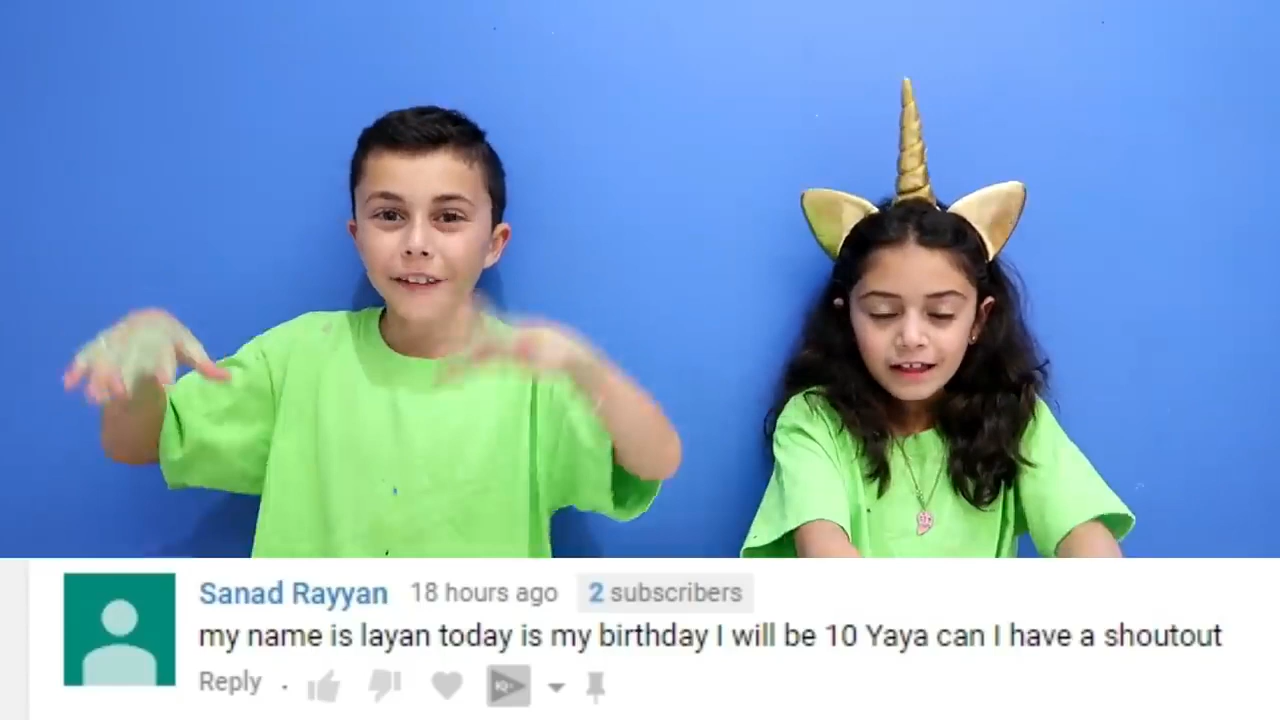 Sanad Rayyan 18 hours ago 2 subscribers
my name is layan today is my birthday I will be 10 Yaya can I have a shoutout
Reply